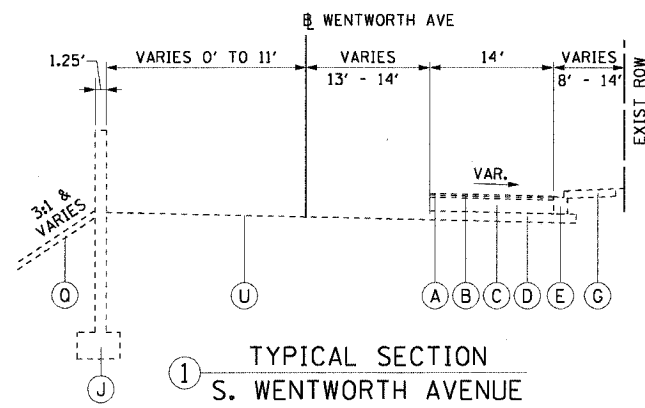 ℄ WENTWORTH AVE
1.25'
VARIES 0' TO 11'
VARIES
13' - 14'
14'
VARIES
8' - 14'
EXIST ROW
VAR.
3:1 &
VARIES
Q
U
A
B
C
D
E
G
J
1
TYPICAL SECTION
S. WENTWORTH AVENUE